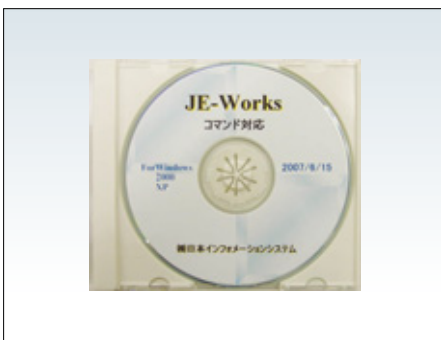 JE-Works
コマンド対応
For Windows
2000
XP
2007/6/15
㈱日本インフォメーションシステム